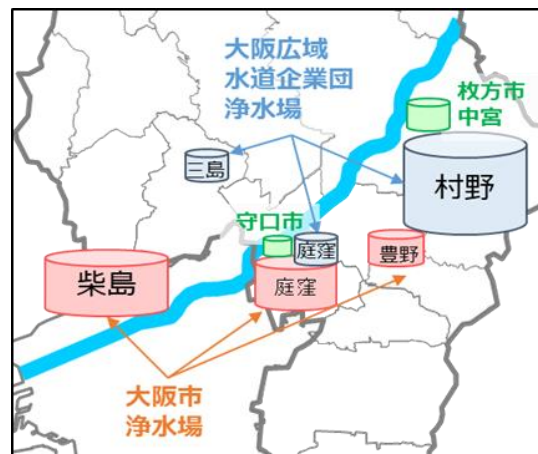 大阪広域
水道企業団
浄水場
枚方市
中宮
三島
村野
守口市
庭窪
豊野
柴島
庭窪
大阪市
浄水場